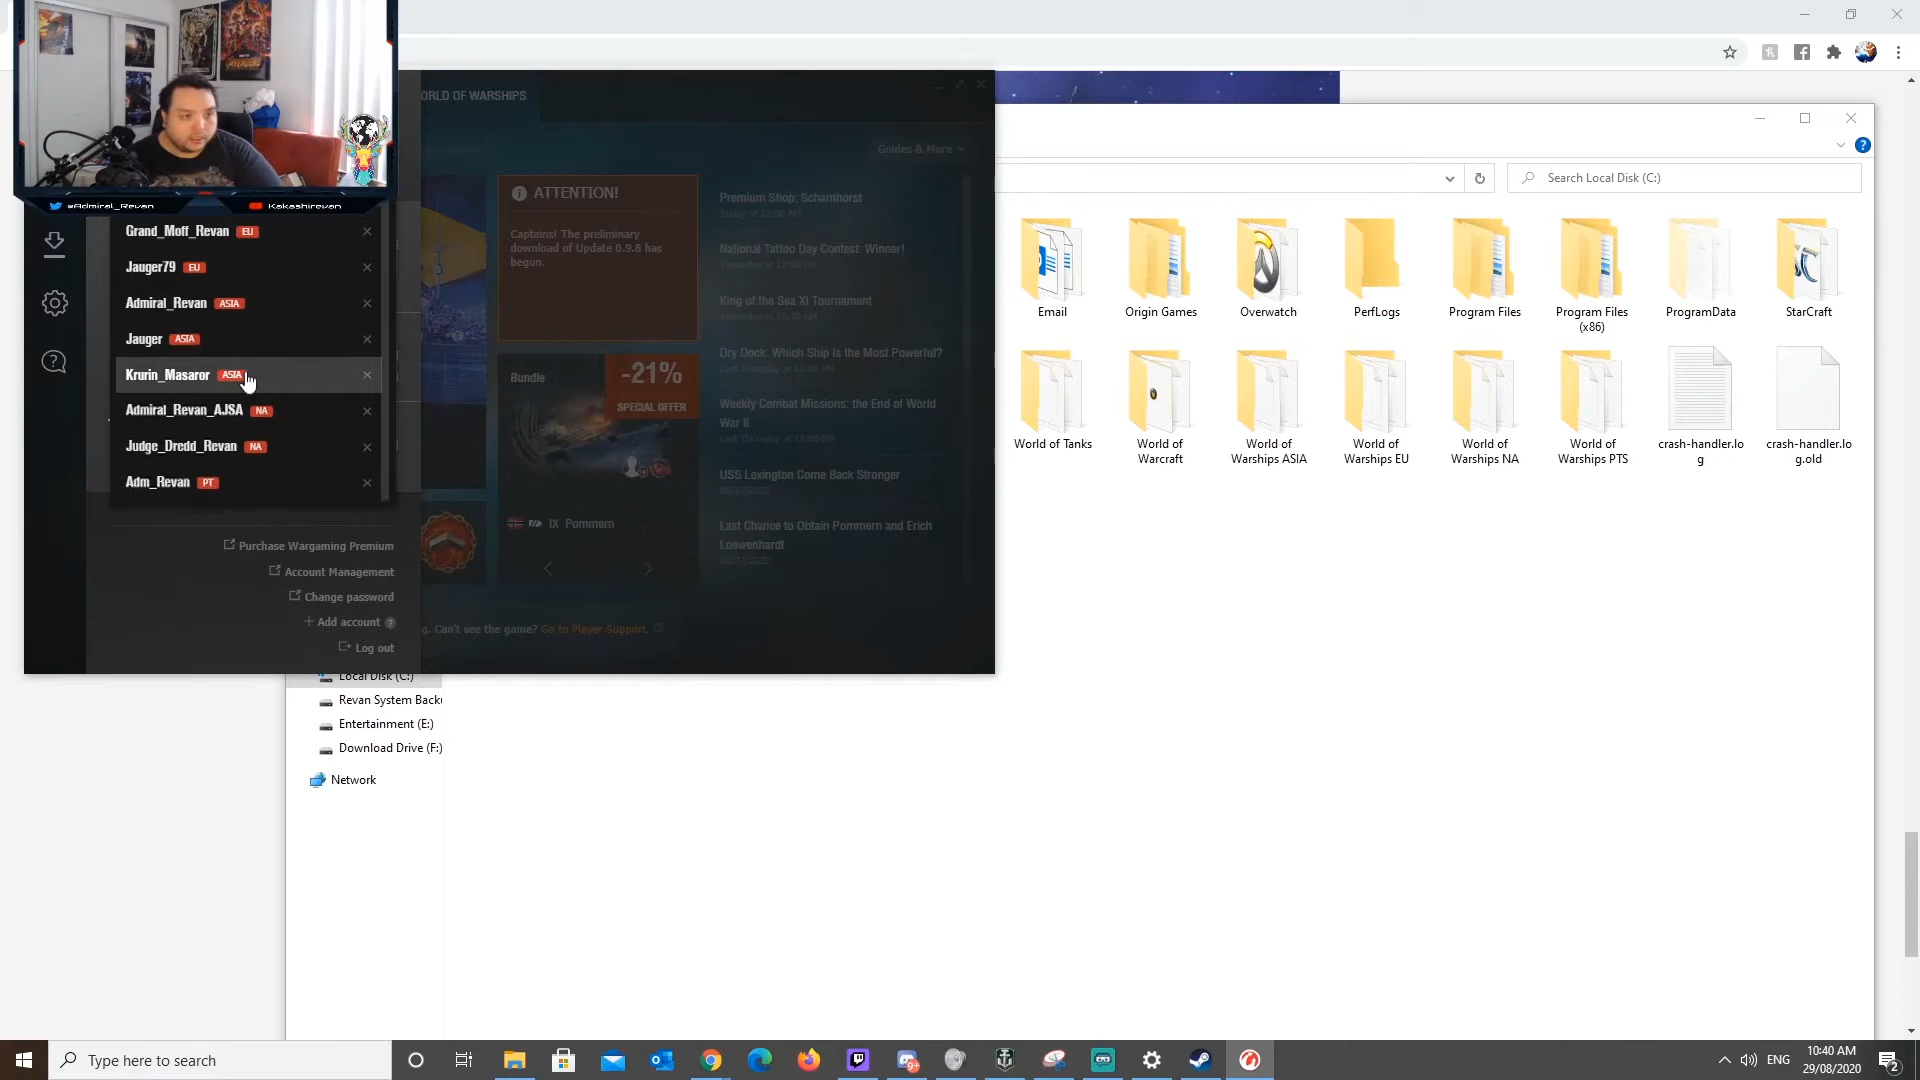 ORLD OF WARSHIPS
Guides & More
@Admiral_Revan
Kakashirevan
Grand_Moff_Revan EU
Jauger79 EU
Admiral_Revan ASIA
Jauger ASIA
Krurin_Masaror ASIA
Admiral_Revan_AJSA NA
Judge_Dredd_Revan NA
Adm_Revan PT
Purchase Wargaming Premium
Account Management
Change password
Add account
Log out
ATTENTION!
Captains! The preliminary
download of Update 0.9.8 has
begun.
Bundle
-21%
SPECIAL OFFER
IX Pommern
Premium Shop: Scharnhorst
National Tattoo Day Contest: Winner!
King of the Sea XI Tournament
Dry Dock: Which Ship Is the Most Powerful?
Weekly Combat Missions: the End of World
War II
USS Lexington Come Back Stronger
Last Chance to Obtain Pommern and Erich
Loewenhardt
g. Can't see the game? Go to Player Support.
Search Local Disk (C:)
Email
Origin Games
Overwatch
PerfLogs
Program Files
Program Files
(x86)
ProgramData
StarCraft
World of Tanks
World of
Warcraft
World of
Warships ASIA
World of
Warships EU
World of
Warships NA
World of
Warships PTS
crash-handler.lo
g
crash-handler.lo
g.old
Local Disk (C:)
Revan System Back
Entertainment (E:)
Download Drive (F:)
Network
Type here to search
9+
ENG
10:40 AM
29/08/2020
2